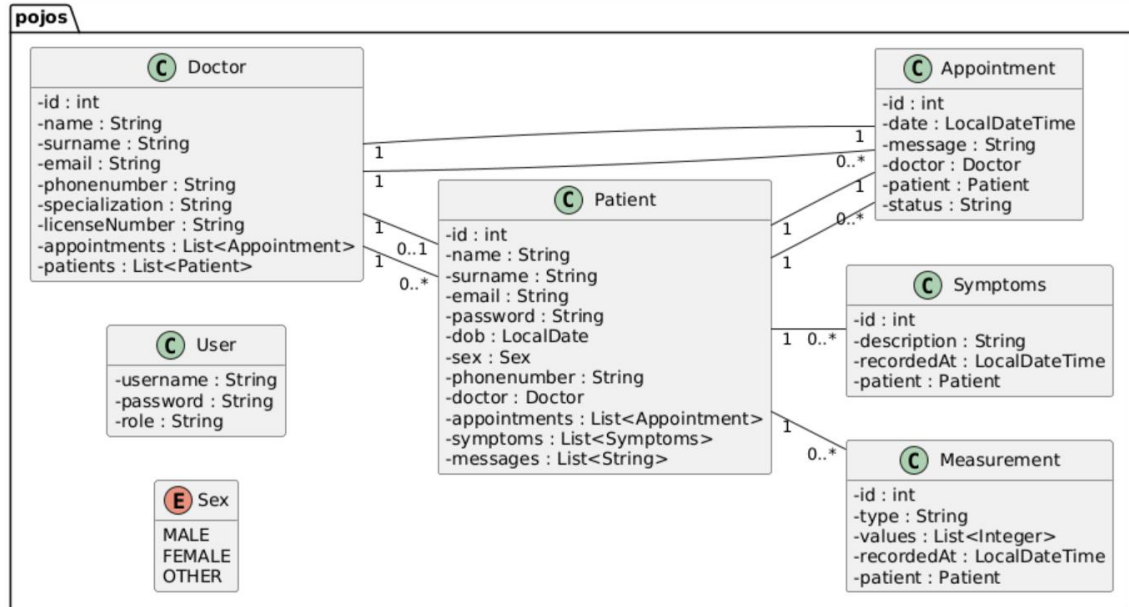 pojos
C Doctor
-id : int
-name : String
-surname : String
-email : String
-phonenumber : String
-specialization : String
-licenseNumber : String
-appointments : List<Appointment>
-patients : List<Patient>
1
1
1
0..1
1
0..*
1
0..*
C Appointment
-id : int
-date : LocalDateTime
-message : String
-doctor : Doctor
-patient : Patient
-status : String
C Patient
-id : int
-name : String
-surname : String
-email : String
-password : String
-dob : LocalDate
-sex : Sex
-phonenumber : String
-doctor : Doctor
-appointments : List<Appointment>
-symptoms : List<Symptoms>
-messages : List<String>
1
1
1
0..*
1 0..*
1
0..*
C Symptoms
-id : int
-description : String
-recordedAt : LocalDateTime
-patient : Patient
C User
-username : String
-password : String
-role : String
C Measurement
-id : int
-type : String
-values : List<Integer>
-recordedAt : LocalDateTime
-patient : Patient
E Sex
MALE
FEMALE
OTHER